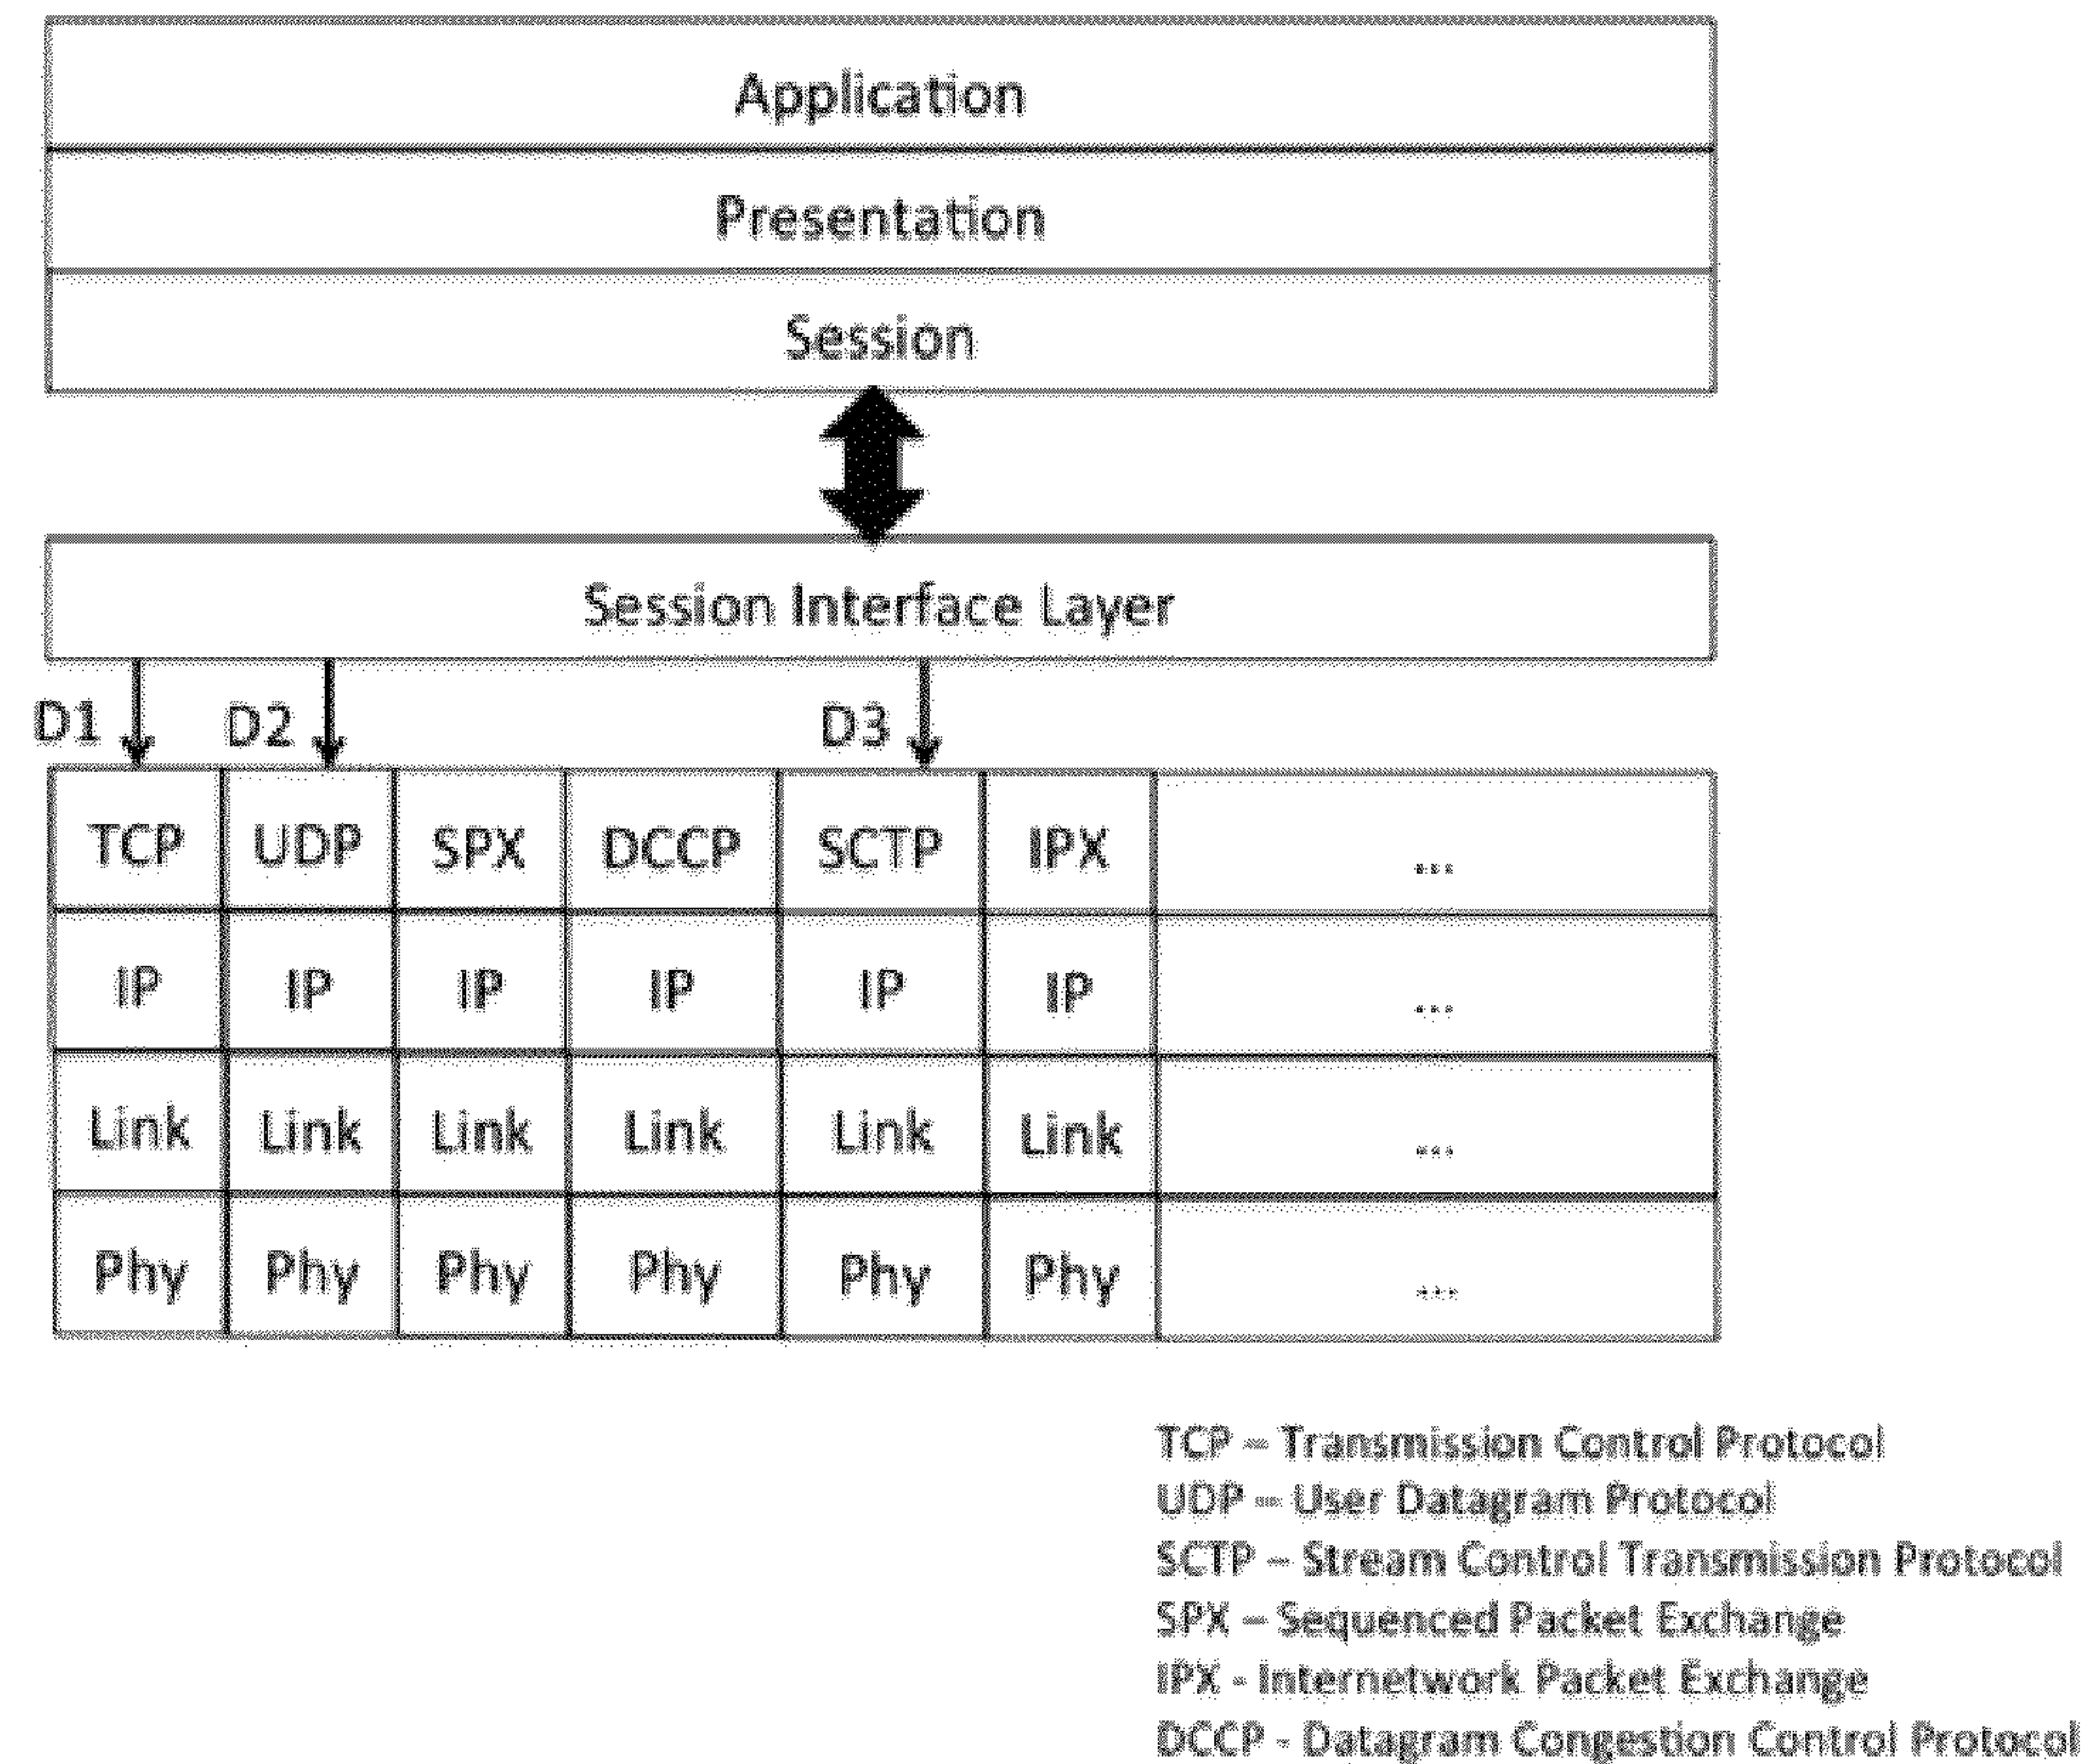 Application
Presentation
Session
Session Interface Layer
D1 D2 D3
TCP UDP SPX DCCP SCTP IPX ...
IP IP IP IP IP IP ...
Link Link Link Link Link Link ...
Phy Phy Phy Phy Phy Phy ...
TCP – Transmission Control Protocol
UDP – User Datagram Protocol
SCTP – Stream Control Transmission Protocol
SPX – Sequenced Packet Exchange
IPX - Internetwork Packet Exchange
DCCP - Datagram Congestion Control Protocol